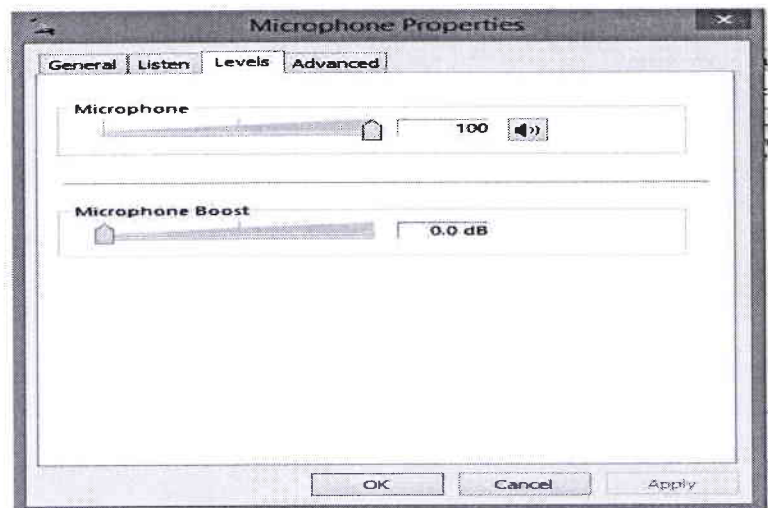 Microphone Properties
General Listen Levels Advanced
Microphone
100
Microphone Boost
0.0 dB
OK Cancel Apply